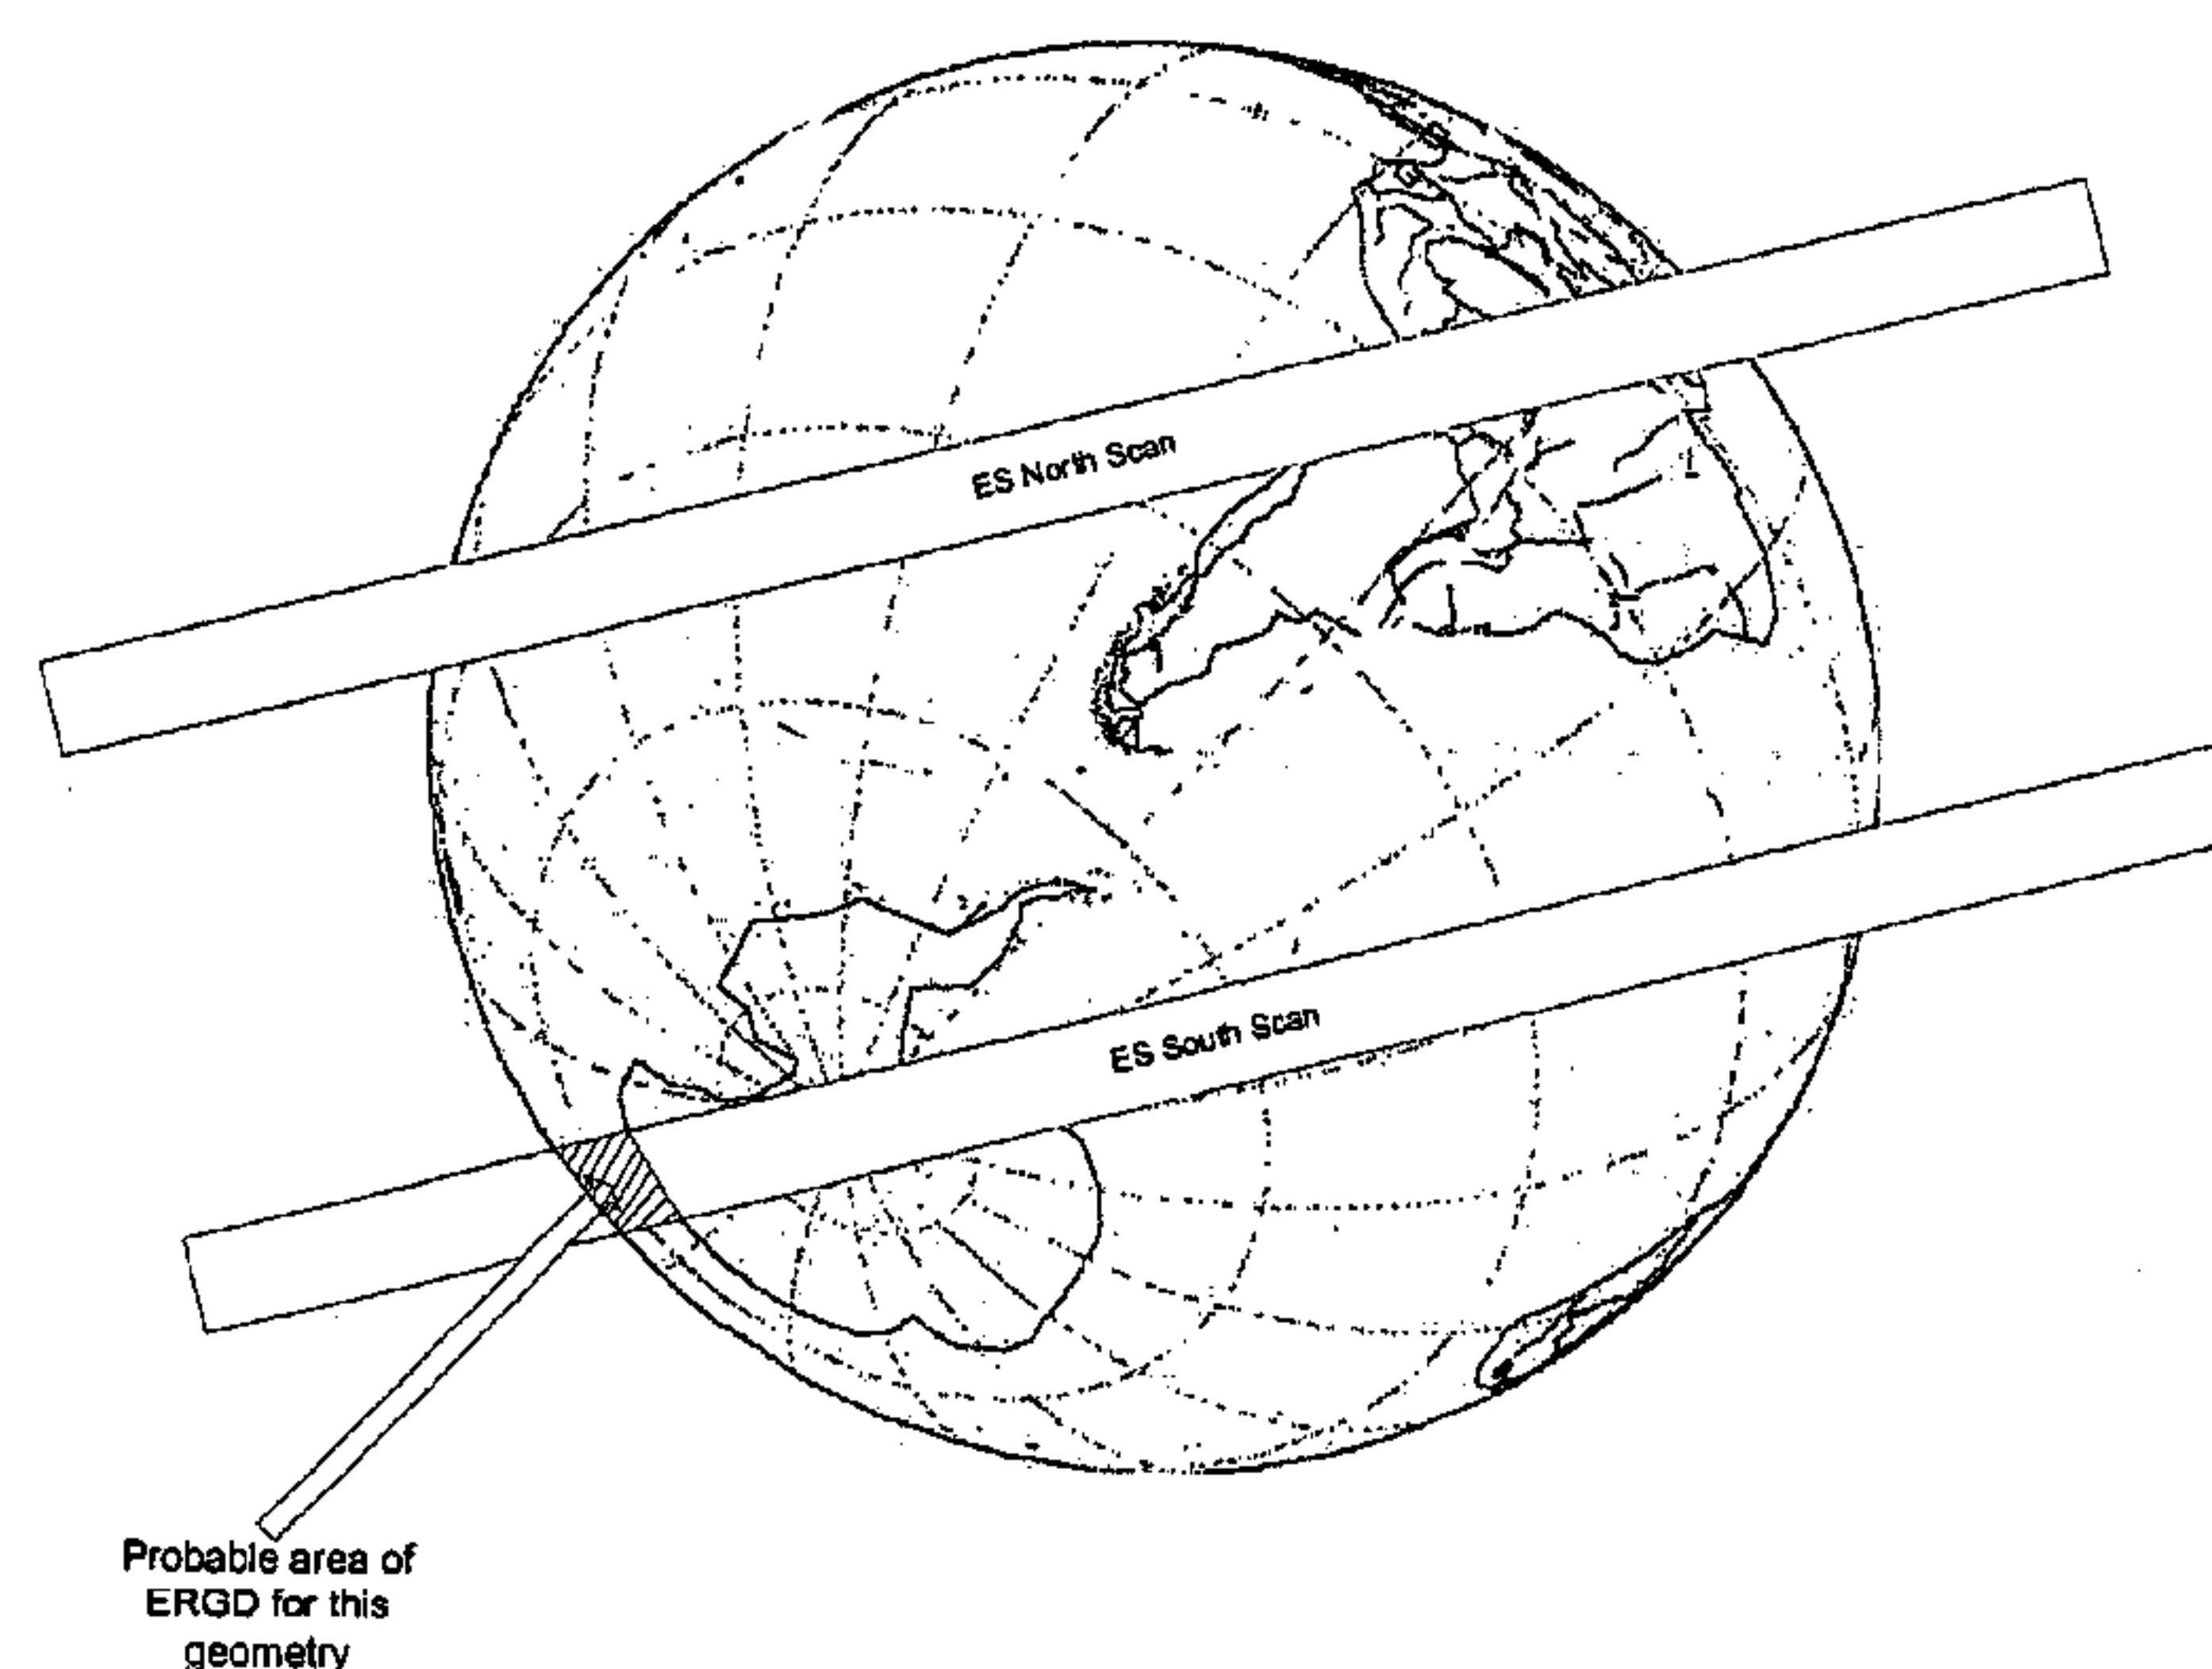 ES North Scan
ES South Scan
Probable area of
ERGD for this
geometry